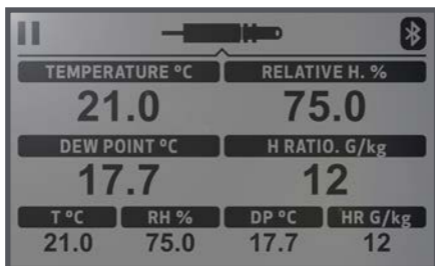 TEMPERATURE °C RELATIVE H. %
21.0 75.0
DEW POINT °C H RATIO. G/kg
17.7 12
T °C RH % DP °C HR G/kg
21.0 75.0 17.7 12